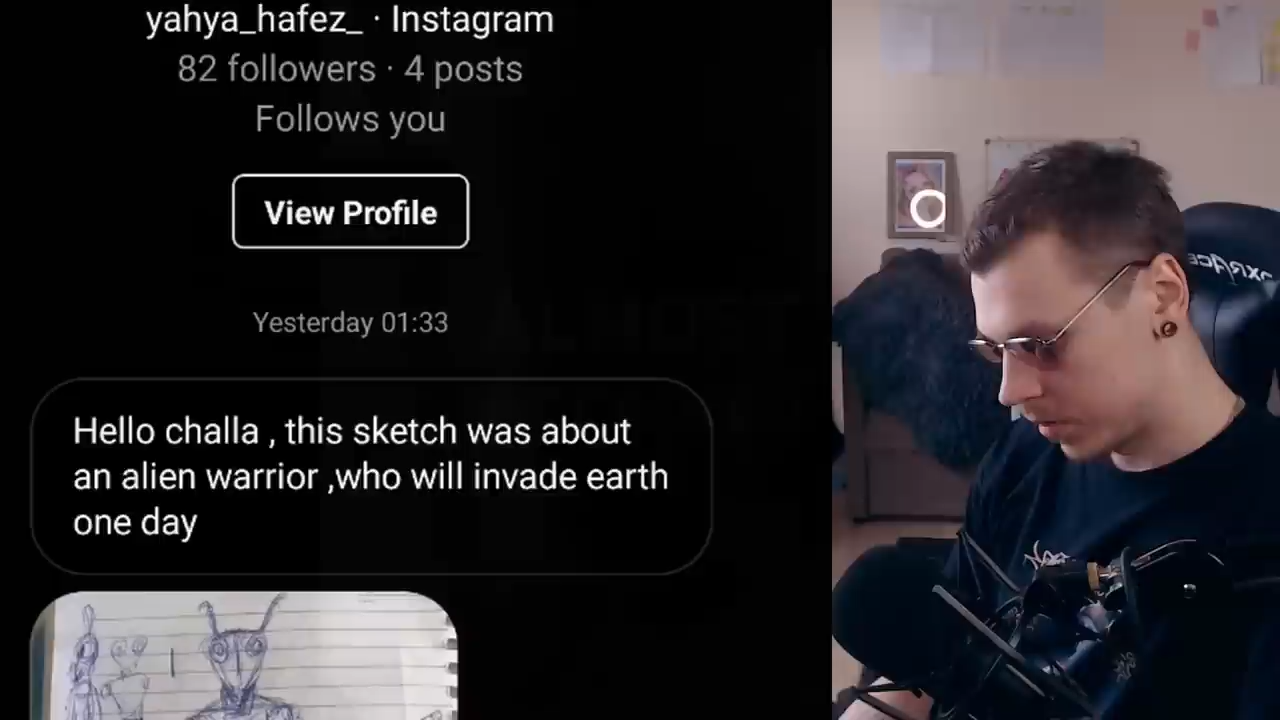 yahya_hafez_ · Instagram
82 followers · 4 posts
Follows you
View Profile
Yesterday 01:33
Hello challa , this sketch was about
an alien warrior ,who will invade earth
one day